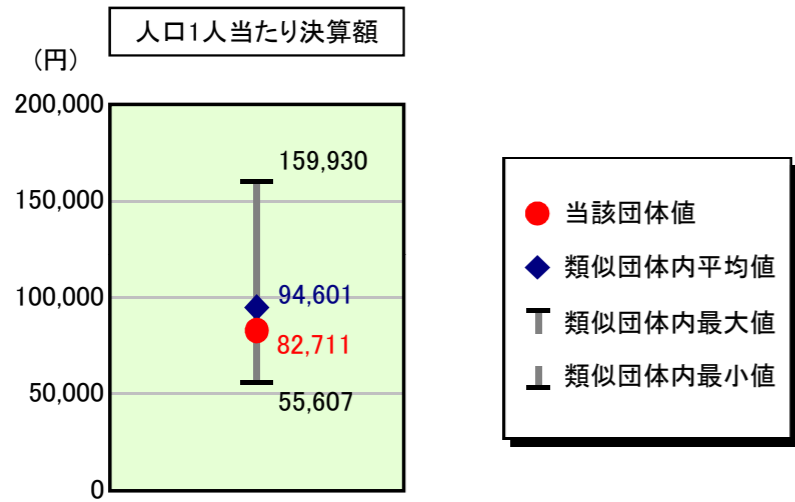 人口1人当たり決算額
(円)
200,000
150,000
100,000
50,000
0
159,930
94,601
82,711
55,607
当該団体値
類似団体内平均値
類似団体内最大値
類似団体内最小値